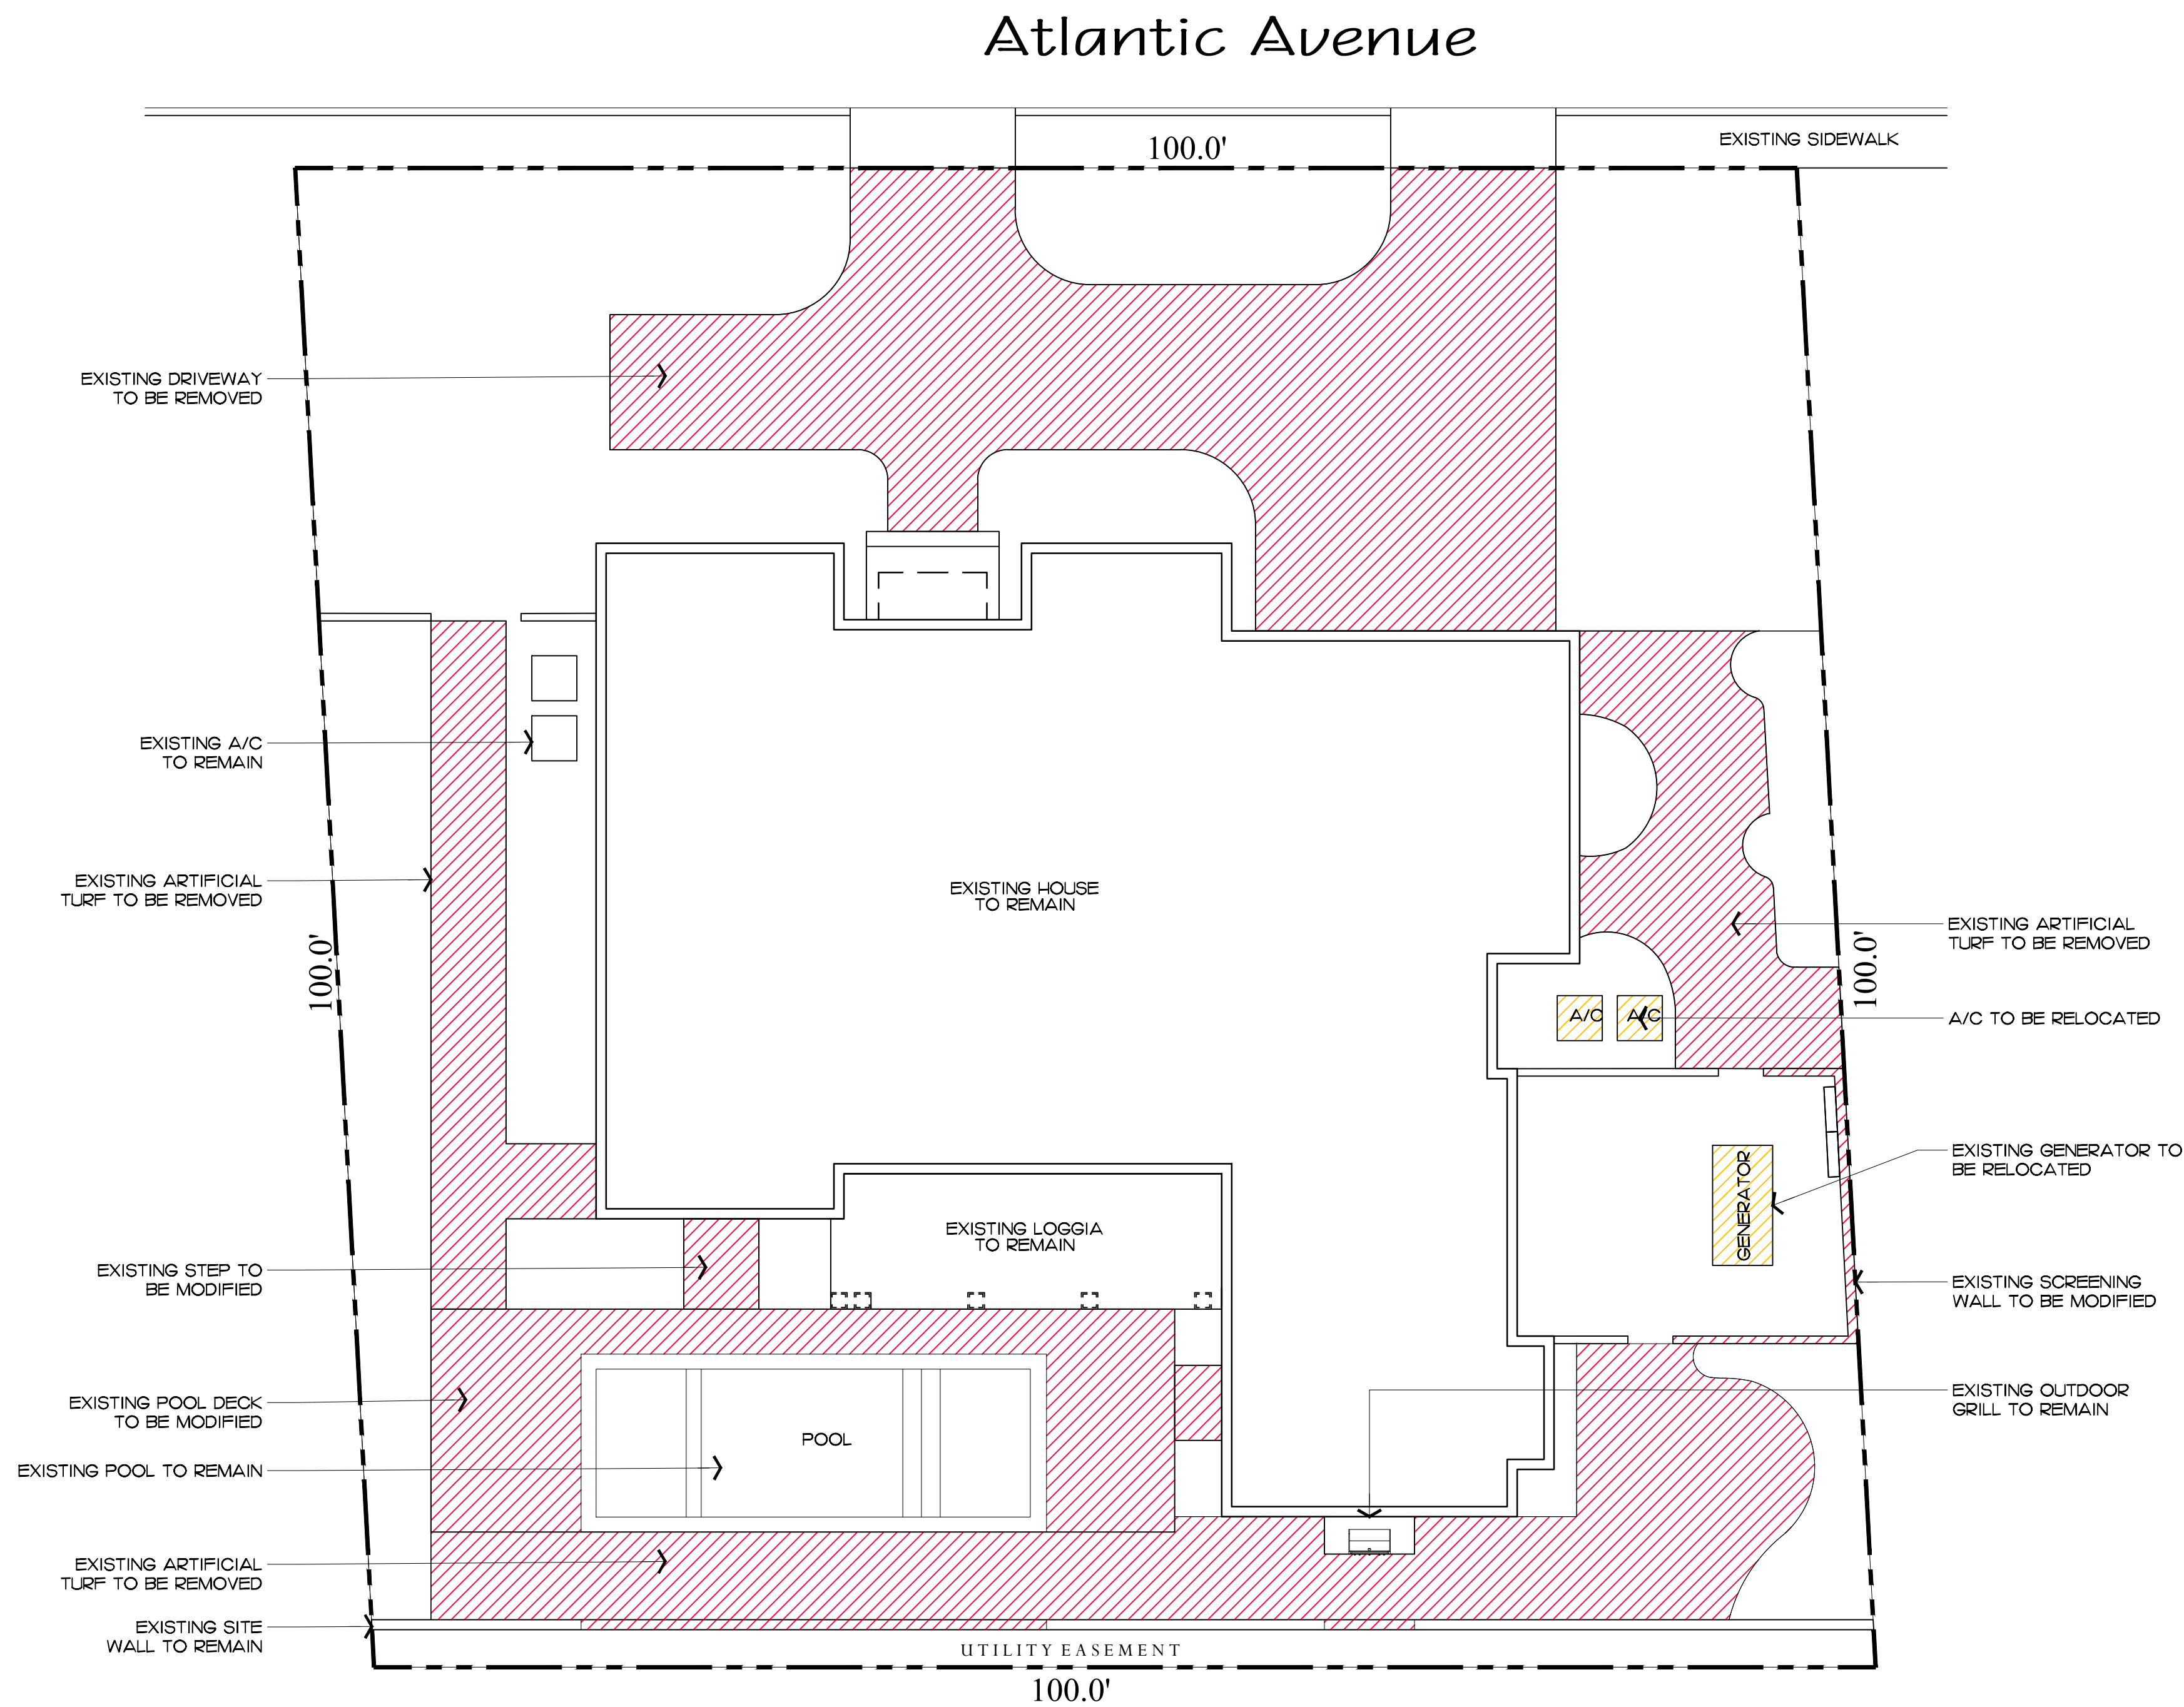 Atlantic Avenue
100.0'
EXISTING SIDEWALK
EXISTING DRIVEWAY
TO BE REMOVED
EXISTING A/C
TO REMAIN
EXISTING ARTIFICIAL
TURF TO BE REMOVED
100.0'
EXISTING HOUSE
TO REMAIN
EXISTING ARTIFICIAL
TURF TO BE REMOVED
100.0'
A/C
A/C
A/C TO BE RELOCATED
EXISTING GENERATOR TO
BE RELOCATED
GENERATOR
EXISTING LOGGIA
TO REMAIN
EXISTING STEP TO
BE MODIFIED
EXISTING SCREENING
WALL TO BE MODIFIED
EXISTING POOL DECK
TO BE MODIFIED
EXISTING OUTDOOR
GRILL TO REMAIN
POOL
EXISTING POOL TO REMAIN
EXISTING ARTIFICIAL
TURF TO BE REMOVED
EXISTING SITE
WALL TO REMAIN
UTILITY EASEMENT
100.0'